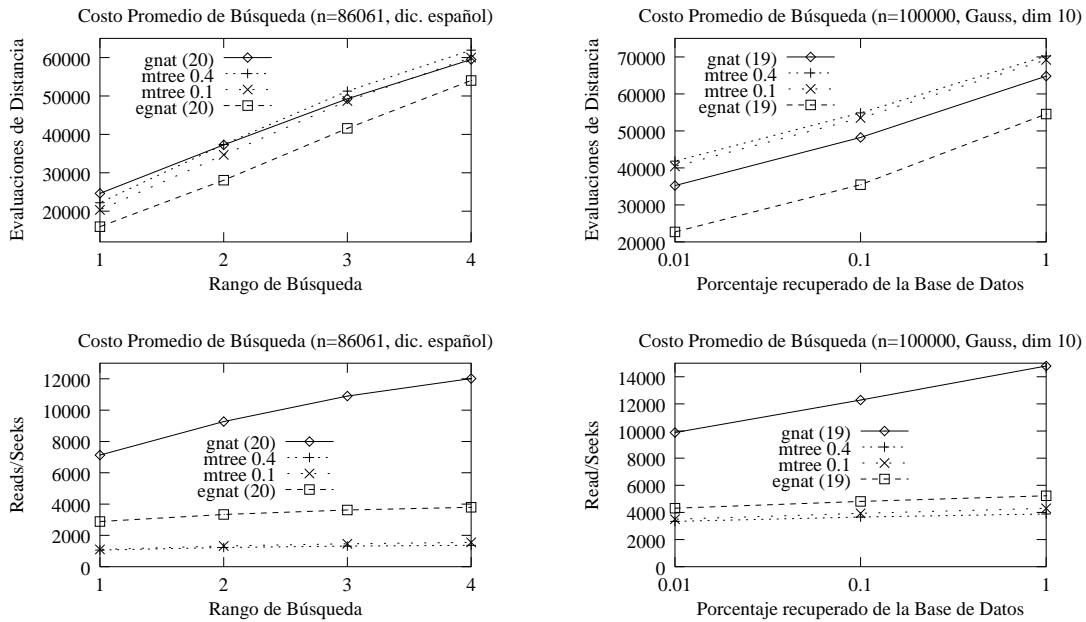 Costo Promedio de Búsqueda (n=86061, dic. español)
Evaluaciones de Distancia
60000
50000
40000
30000
20000
gnat (20)
mtree 0.4
mtree 0.1
egnat (20)
1 2 3 4
Rango de Búsqueda
Costo Promedio de Búsqueda (n=100000, Gauss, dim 10)
Evaluaciones de Distancia
70000
60000
50000
40000
30000
20000
gnat (19)
mtree 0.4
mtree 0.1
egnat (19)
0.01 0.1 1
Porcentaje recuperado de la Base de Datos
Costo Promedio de Búsqueda (n=86061, dic. español)
Reads/Seeks
12000
10000
8000
6000
4000
2000
0
gnat (20)
mtree 0.4
mtree 0.1
egnat (20)
1 2 3 4
Rango de Búsqueda
Costo Promedio de Búsqueda (n=100000, Gauss, dim 10)
Read/Seeks
14000
12000
10000
8000
6000
4000
2000
0
gnat (19)
mtree 0.4
mtree 0.1
egnat (19)
0.01 0.1 1
Porcentaje recuperado de la Base de Datos